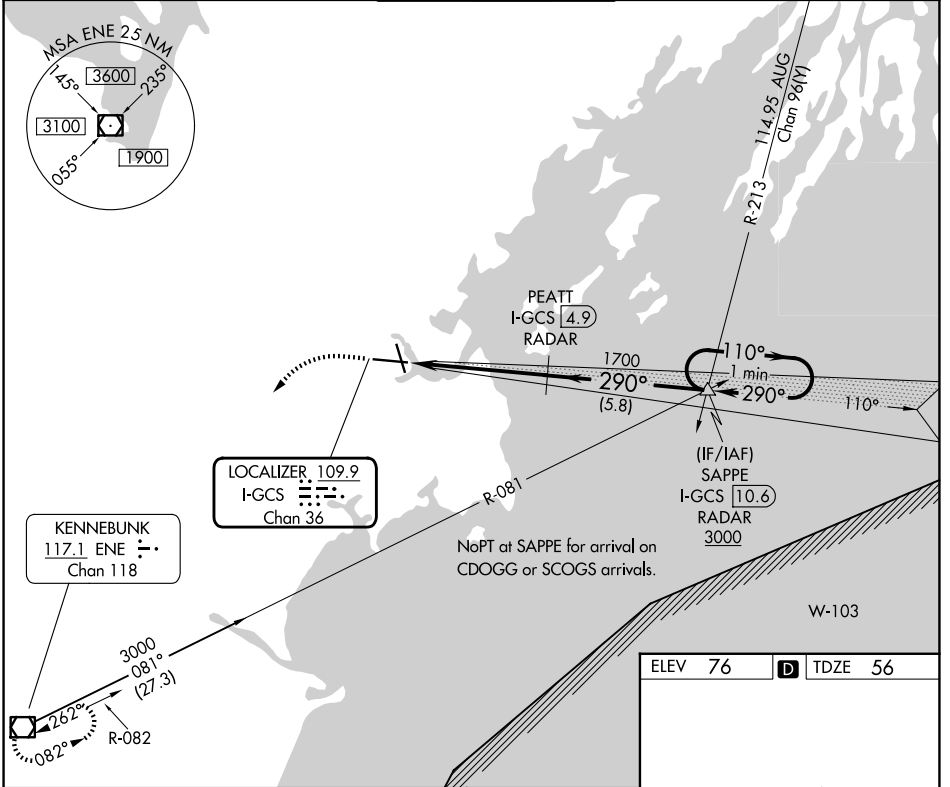 MSA ENE 25 NM
145°
3600
235°
3100
1900
055°
114.95 AUG
Chan 96(Y)
R-213
PEATT
I-GCS 4.9
RADAR
1700
290°
(5.8)
110°
1 min
290°
110°
(IF/IAF)
SAPPE
I-GCS 10.6
RADAR
3000
LOCALIZER 109.9
I-GCS
Chan 36
R-081
NoPT at SAPPE for arrival on
CDOGG or SCOGS arrivals.
KENNEBUNK
117.1 ENE
Chan 118
W-103
3000
081°
(27.3)
262°
082°
R-082
ELEV 76 D TDZE 56